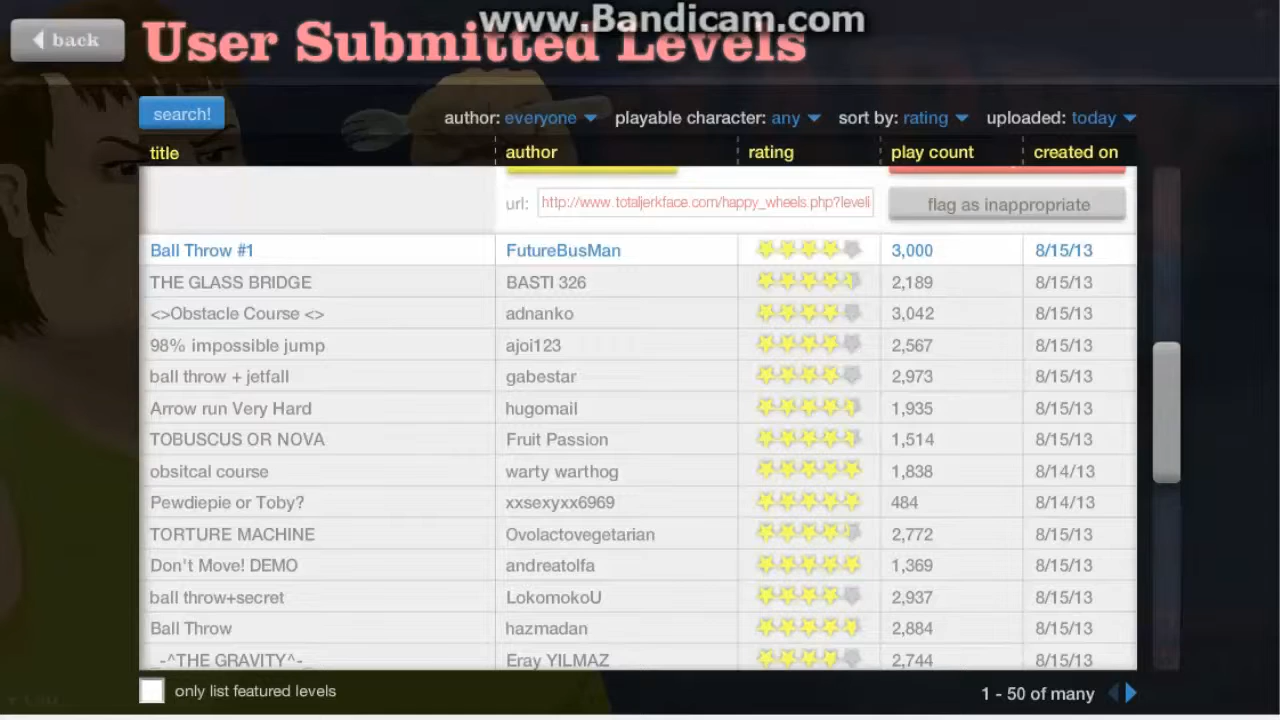 www.Bandicam.com
back
User Submitted Levels
search!
author: everyone playable character: any sort by: rating uploaded: today
title author rating play count created on
url: http://www.totaljerkface.com/happy_wheels.php?leveli flag as inappropriate
Ball Throw #1 FutureBusMan 3,000 8/15/13
THE GLASS BRIDGE BASTI 326 2,189 8/15/13
<>Obstacle Course <> adnanko 3,042 8/15/13
98% impossible jump ajoi123 2,567 8/15/13
ball throw + jetfall gabestar 2,973 8/15/13
Arrow run Very Hard hugomail 1,935 8/15/13
TOBUSCUS OR NOVA Fruit Passion 1,514 8/15/13
obsitcal course warty warthog 1,838 8/14/13
Pewdiepie or Toby? xxsexyxx6969 484 8/14/13
TORTURE MACHINE Ovolactovegetarian 2,772 8/15/13
Don't Move! DEMO andreatolfa 1,369 8/15/13
ball throw+secret LokomokoU 2,937 8/15/13
Ball Throw hazmadan 2,884 8/15/13
_-^THE GRAVITY^-_ Eray YILMAZ 2,744 8/15/13
only list featured levels 1 - 50 of many